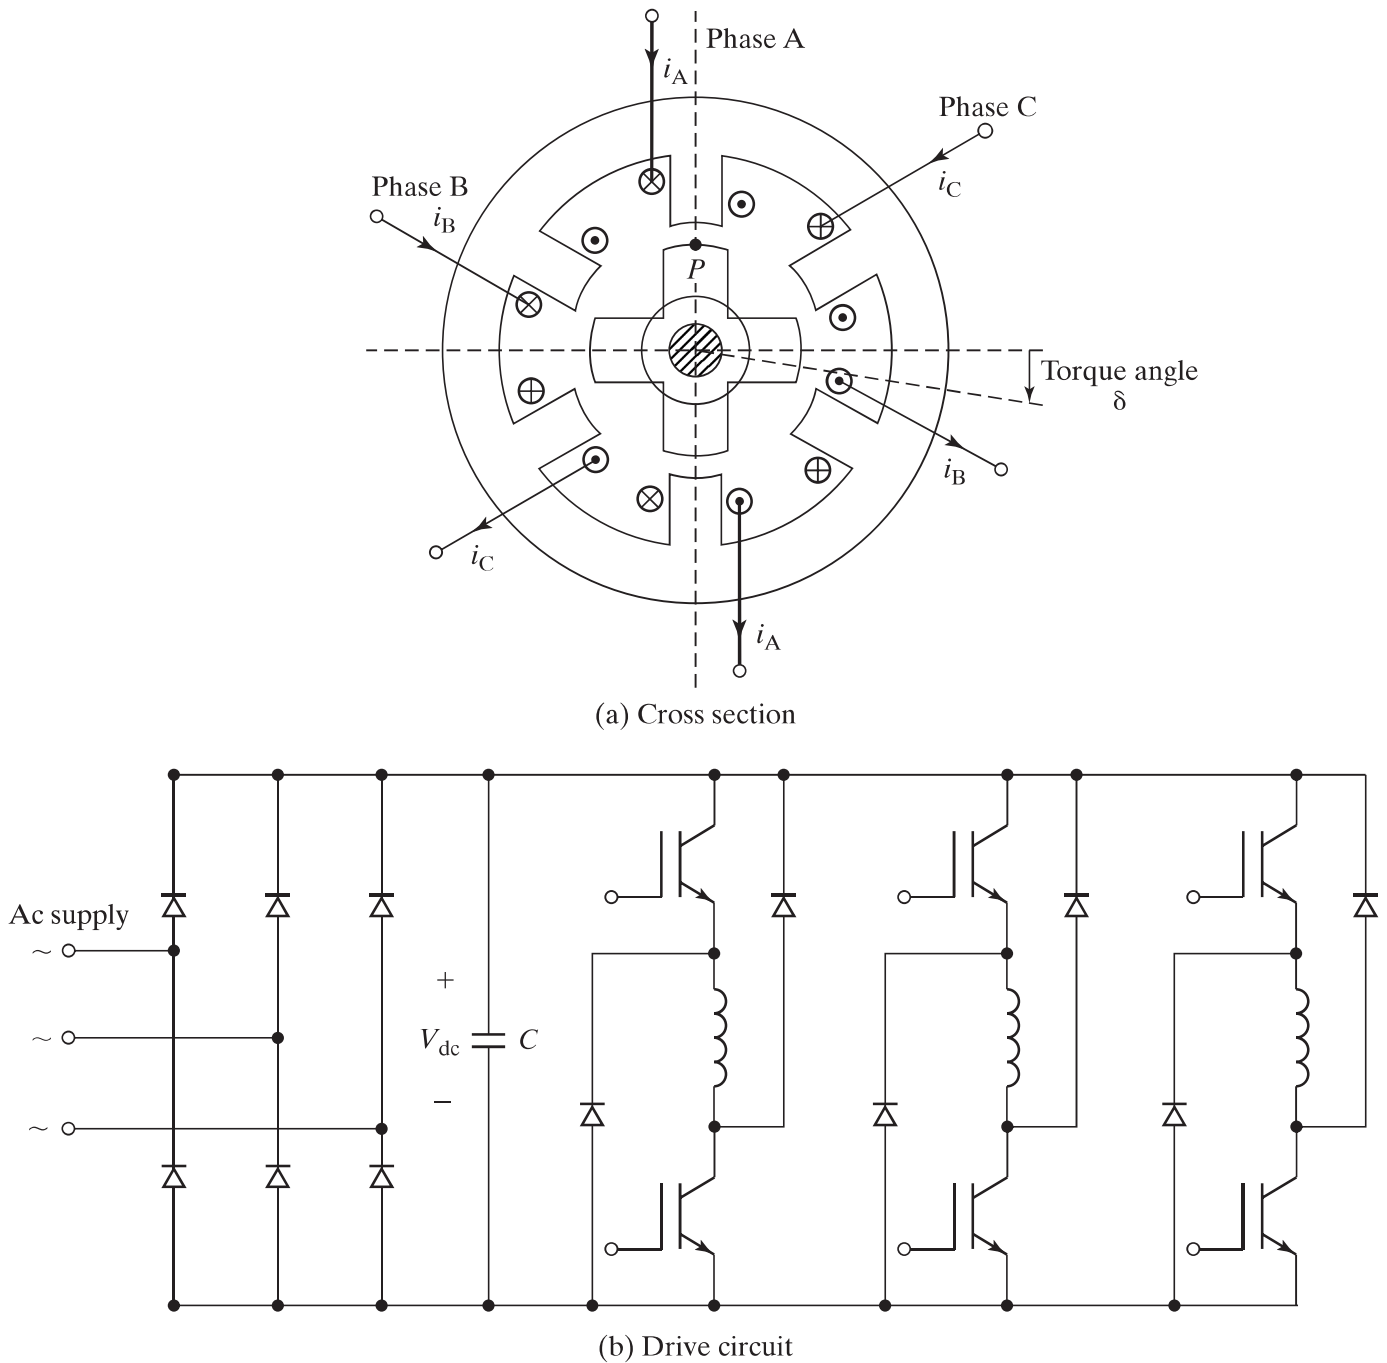 Phase A
i_A
Phase C
i_C
Phase B
i_B
P
Torque angle
δ
i_B
i_C
i_A
(a) Cross section
Ac supply
~
+
~
V_dc
C
−
~
(b) Drive circuit